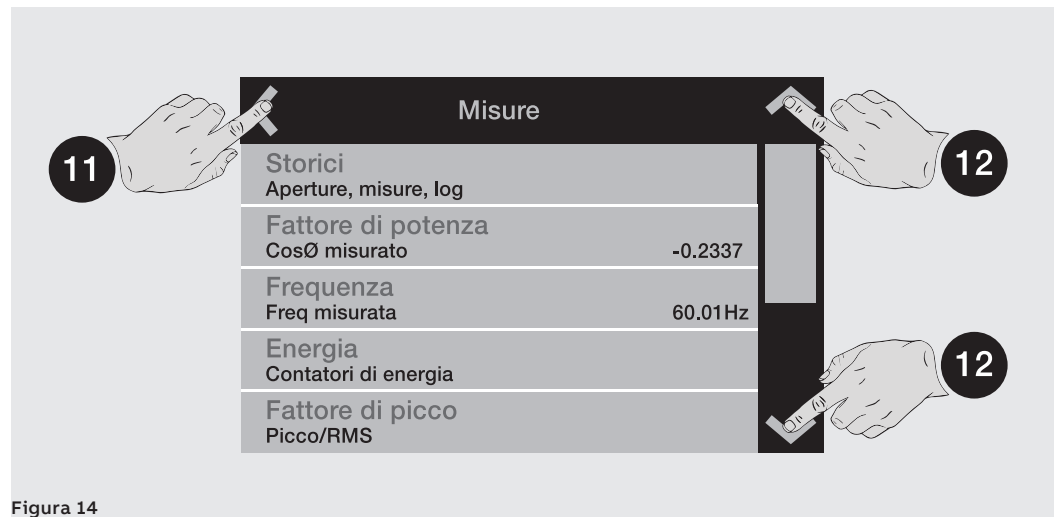 Misure
11
12
Storici
Aperture, misure, log
Fattore di potenza
CosØ misurato -0.2337
Frequenza
Freq misurata 60.01Hz
Energia
Contatori di energia
12
Fattore di picco
Picco/RMS
Figura 14